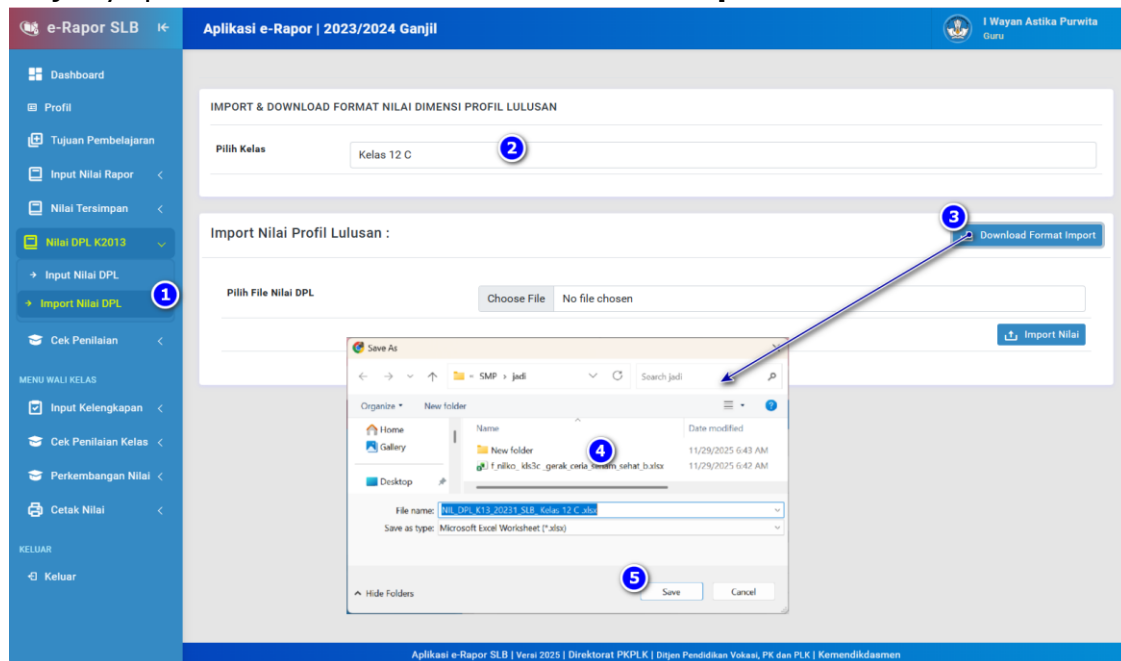 e-Rapor SLB
Aplikasi e-Rapor | 2023/2024 Ganjil
I Wayan Astika Purwita
Guru
Dashboard
Profil
Tujuan Pembelajaran
Input Nilai Rapor
Nilai Tersimpan
Nilai DPL K2013
Input Nilai DPL
Import Nilai DPL
1
Cek Penilaian
MENU WALI KELAS
Input Kelengkapan
Cek Penilaian Kelas
Perkembangan Nilai
Cetak Nilai
KELUAR
Keluar
IMPORT & DOWNLOAD FORMAT NILAI DIMENSI PROFIL LULUSAN
Pilih Kelas
Kelas 12 C
2
Import Nilai Profil Lulusan :
3
Download Format Import
Pilih File Nilai DPL
Choose File No file chosen
Import Nilai
Save As
« SMP › jadi
Search jadi
Organize New folder
Home
Gallery
Desktop
Name Date modified
New folder 11/29/2025 6:43 AM
4
f_nilko_kls3c_gerak_ceria_senam_sehat_b.xlsx 11/29/2025 6:42 AM
File name: NIL_DPL_K13_20231_SLB_ Kelas 12 C .xlsx
Save as type: Microsoft Excel Worksheet (*.xlsx)
5
Hide Folders Save Cancel
Aplikasi e-Rapor SLB | Versi 2025 | Direktorat PKPLK | Ditjen Pendidikan Vokasi, PK dan PLK | Kemendikdasmen